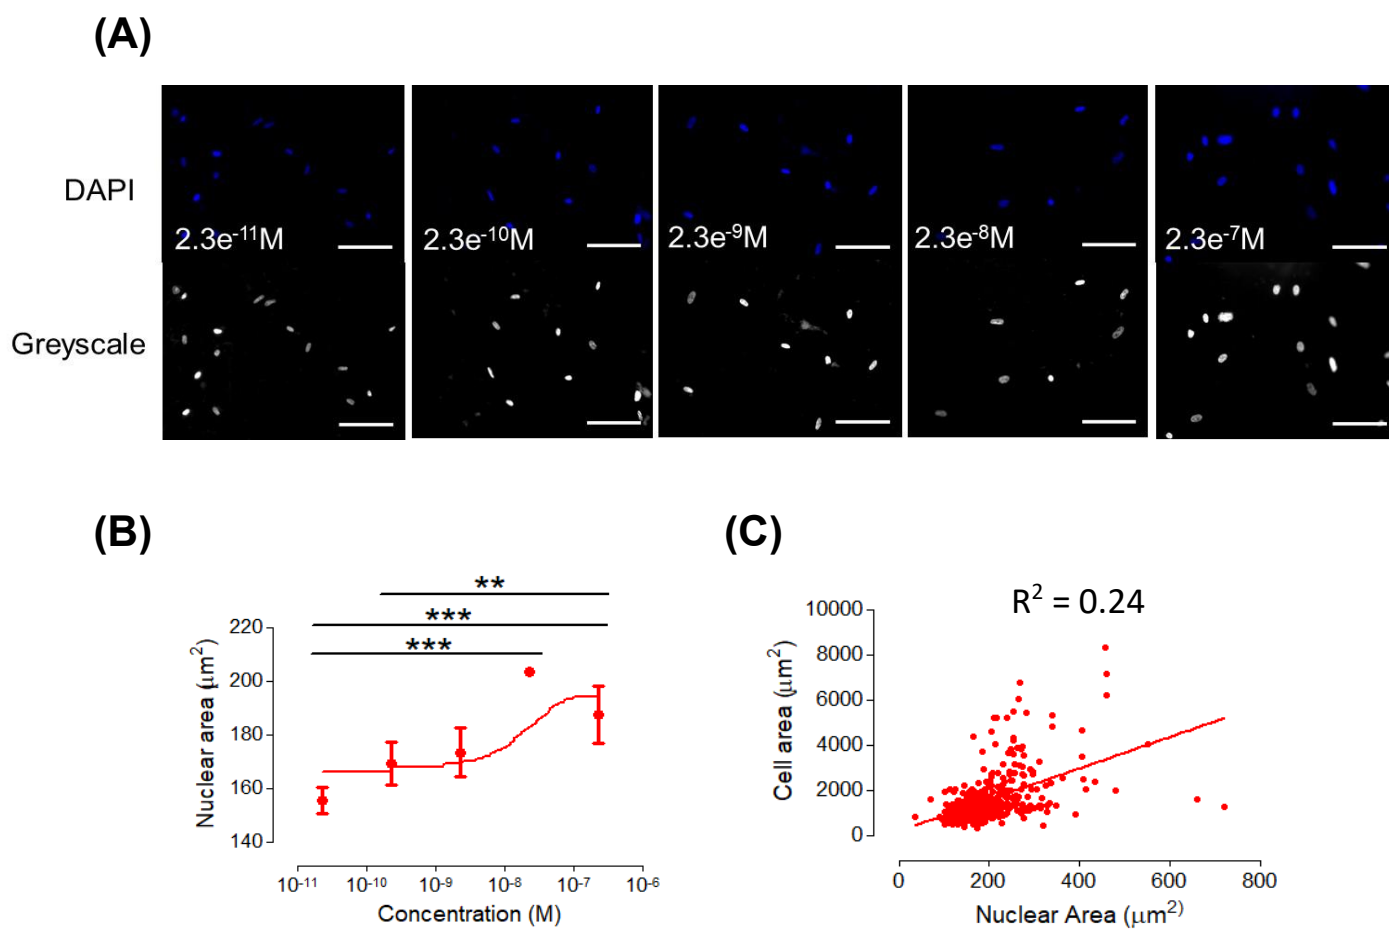 (A)
DAPI
2.3e⁻¹¹M
2.3e⁻¹⁰M
2.3e⁻⁹M
2.3e⁻⁸M
2.3e⁻⁷M
Greyscale
(B)
**
***
***
220
200
180
160
140
Nuclear area (μm²)
10⁻¹¹
10⁻¹⁰
10⁻⁹
10⁻⁸
10⁻⁷
10⁻⁶
Concentration (M)
(C)
R² = 0.24
10000
8000
6000
4000
2000
0
Cell area (μm²)
0
200
400
600
800
Nuclear Area (μm²⁾